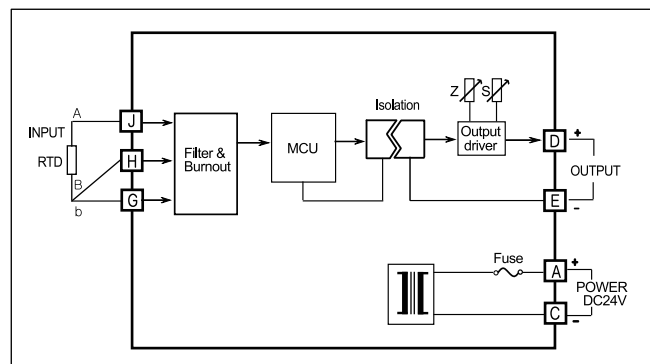 INPUT
RTD
A
B
b
J
H
G
Filter &
Burnout
MCU
Isolation
Z
S
Output
driver
D
+
OUTPUT
E
-
Fuse
A
+
POWER
DC24V
C
-